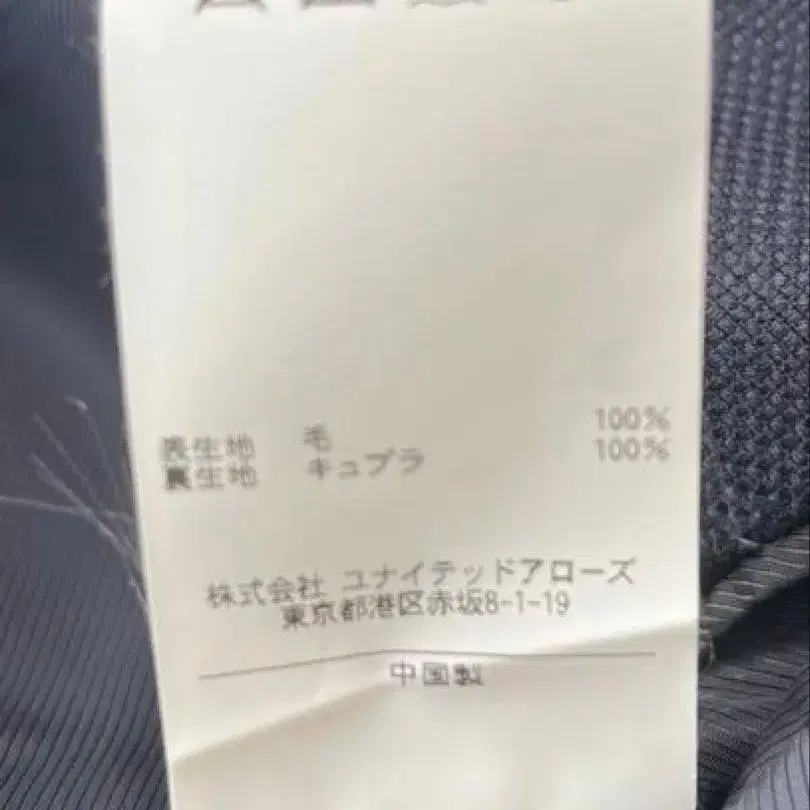 表生地 毛 100%
裏生地 キュプラ 100%
株式会社 ユナイテッドアローズ
東京都港区赤坂8-1-19
中国製